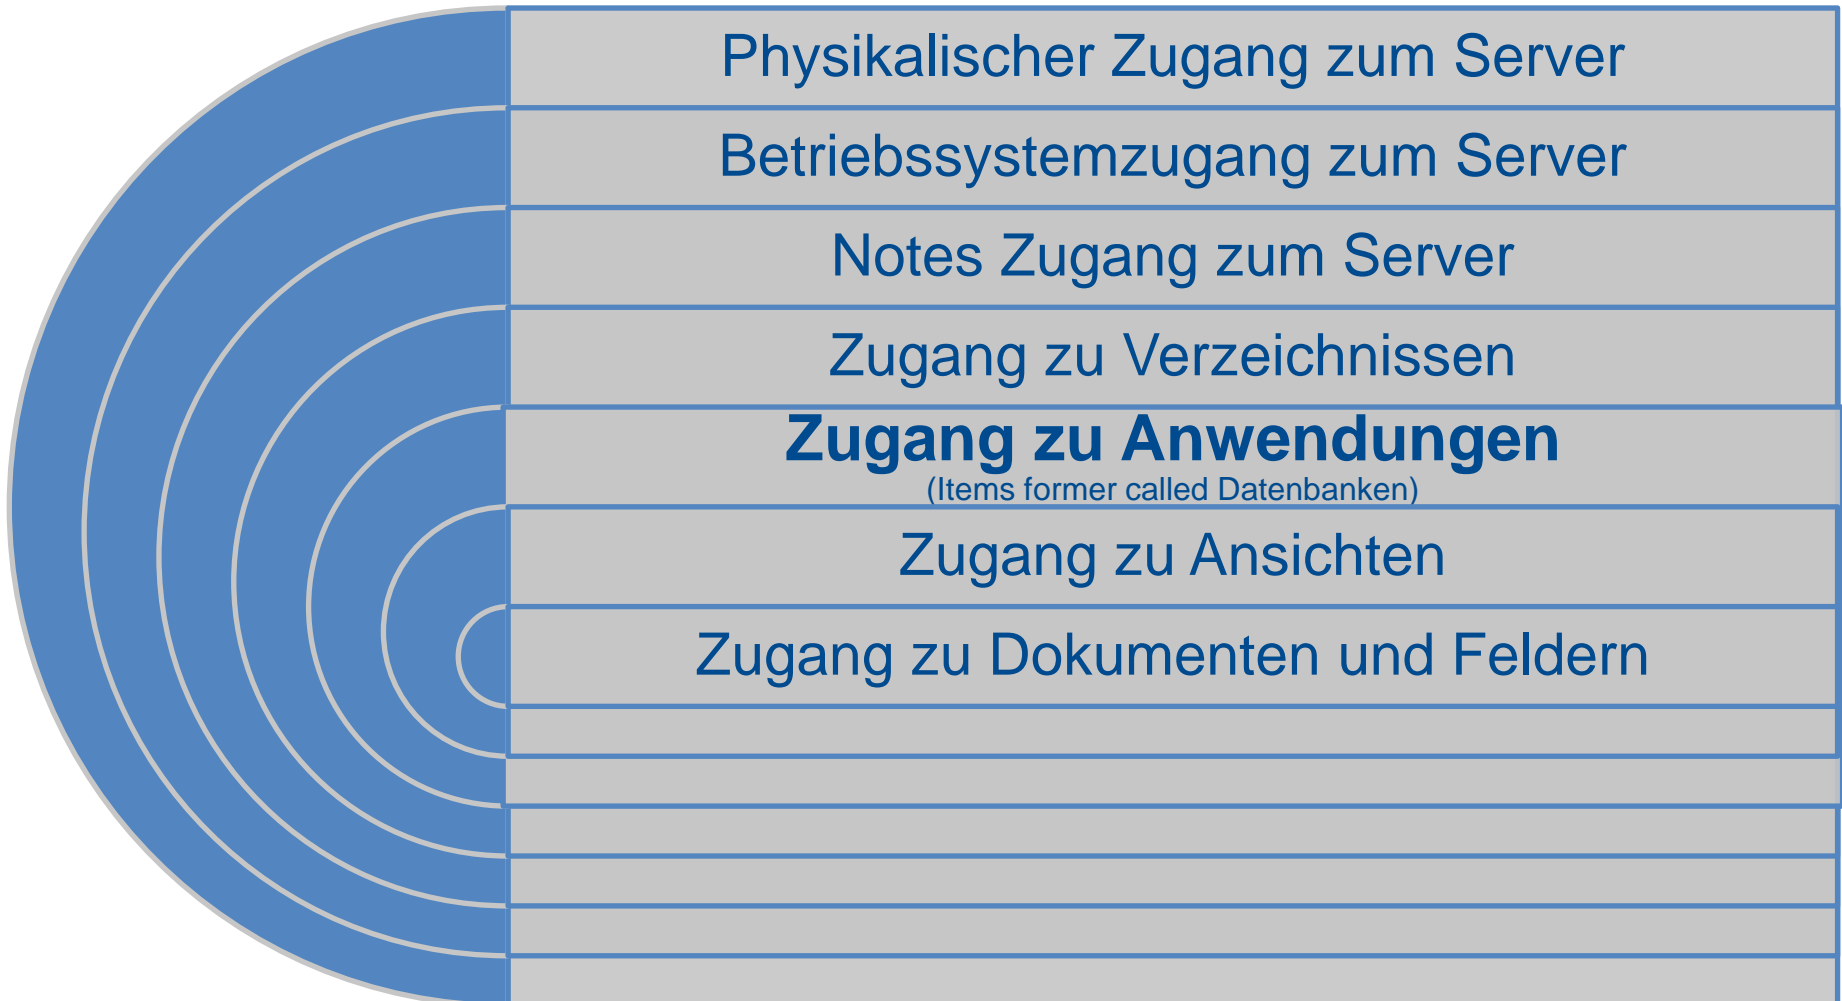 Physikalischer Zugang zum Server
Betriebssystemzugang zum Server
Notes Zugang zum Server
Zugang zu Verzeichnissen
Zugang zu Anwendungen
(Items former called Datenbanken)
Zugang zu Ansichten
Zugang zu Dokumenten und Feldern